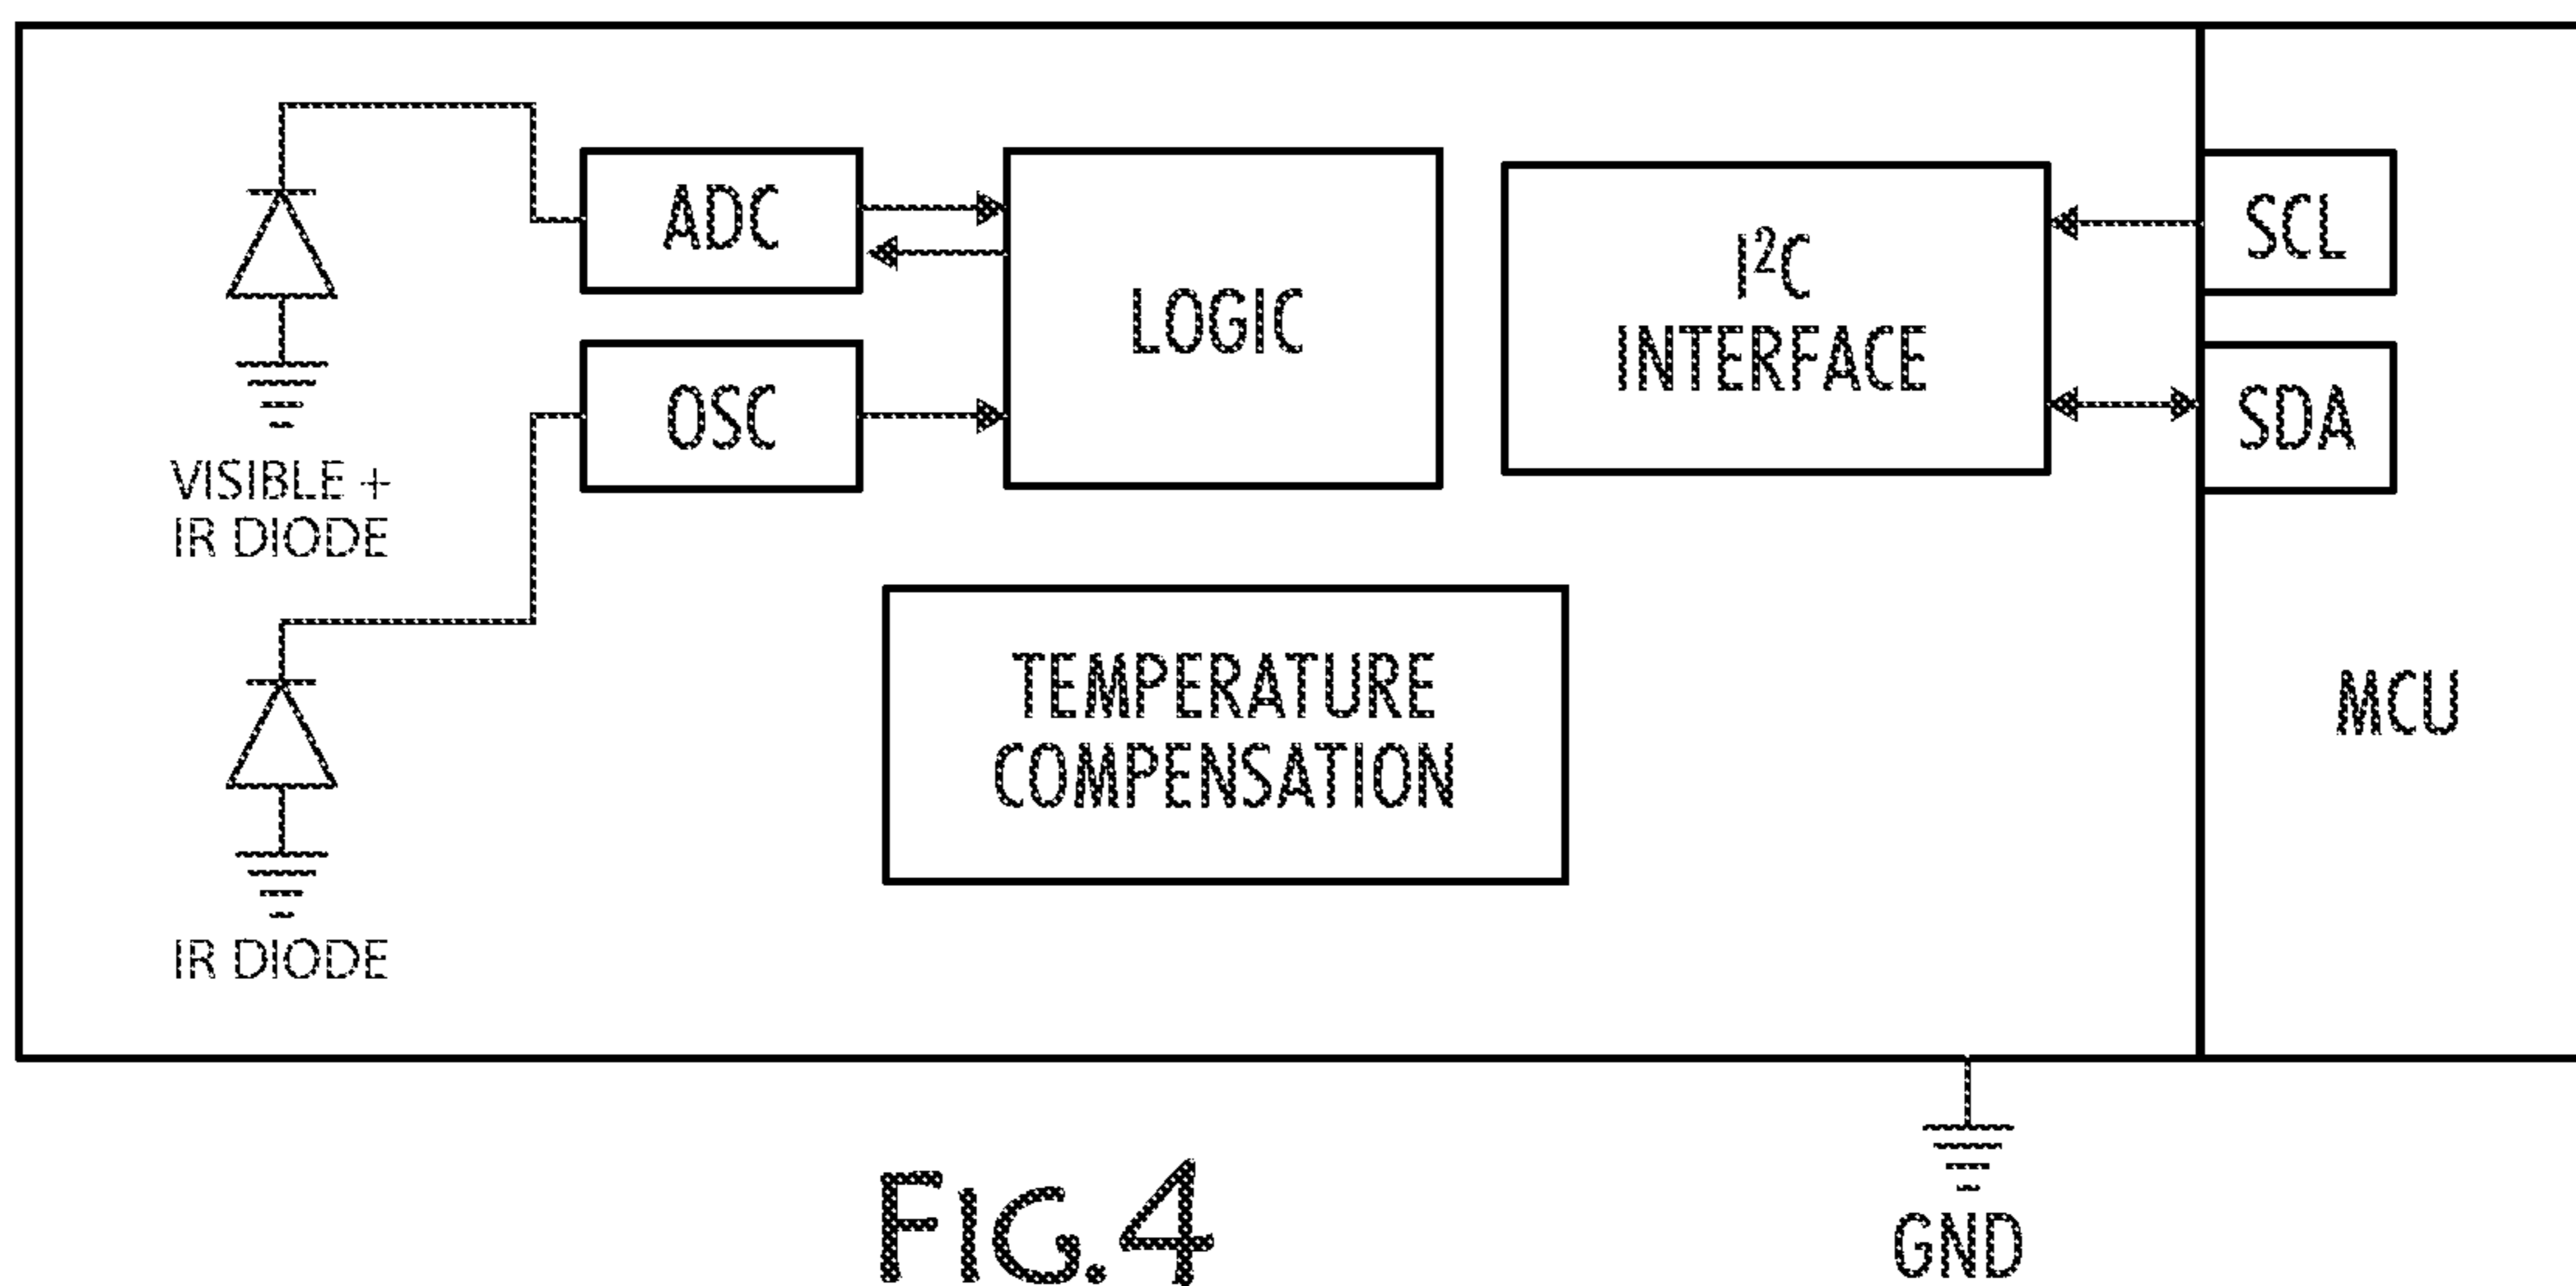 ADC
LOGIC
I²C
INTERFACE
SCL
OSC
SDA
VISIBLE +
IR DIODE
TEMPERATURE
COMPENSATION
MCU
IR DIODE
GND
FIG.4